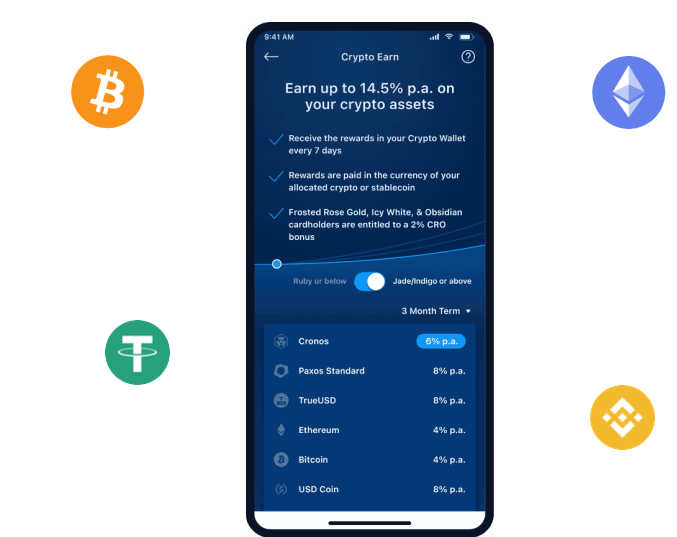 9:41 AM
Crypto Earn
Earn up to 14.5% p.a. on
your crypto assets
Receive the rewards in your Crypto Wallet
every 7 days
Rewards are paid in the currency of your
allocated crypto or stablecoin
Frosted Rose Gold, Icy White, & Obsidian
cardholders are entitled to a 2% CRO
bonus
Ruby or below Jade/Indigo or above
3 Month Term
Cronos 6% p.a.
Paxos Standard 8% p.a.
TrueUSD 8% p.a.
Ethereum 4% p.a.
Bitcoin 4% p.a.
USD Coin 8% p.a.